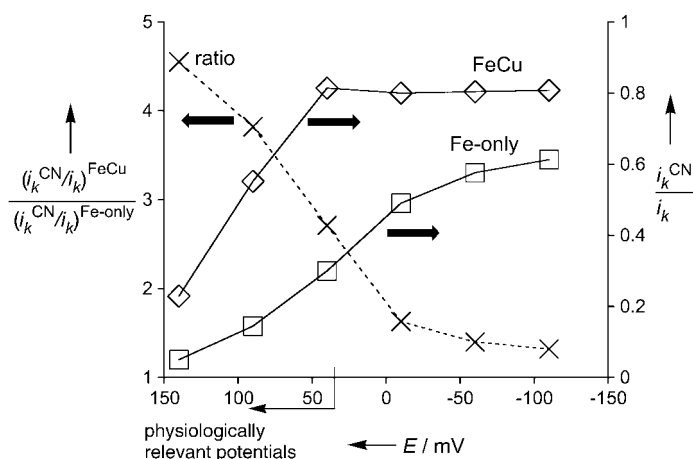 5
4
3
2
1
(i_k^CN/i_k)^FeCu
(i_k^CN/i_k)^Fe-only
ratio
FeCu
Fe-only
1
0.8
0.6
0.4
0.2
0
i_k^CN
i_k
150 100 50 0 -50 -100 -150
physiologically
relevant potentials
E / mV